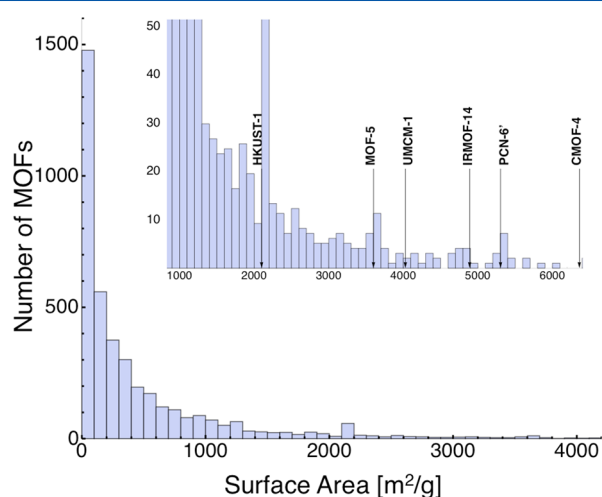 50
40
30
20
10
HKUST-1
MOF-5
UMCM-1
IRMOF-14
PCN-6'
CMOF-4
1000 2000 3000 4000 5000 6000
1500
1000
500
0
Number of MOFs
0 1000 2000 3000 4000
Surface Area [m²/g]